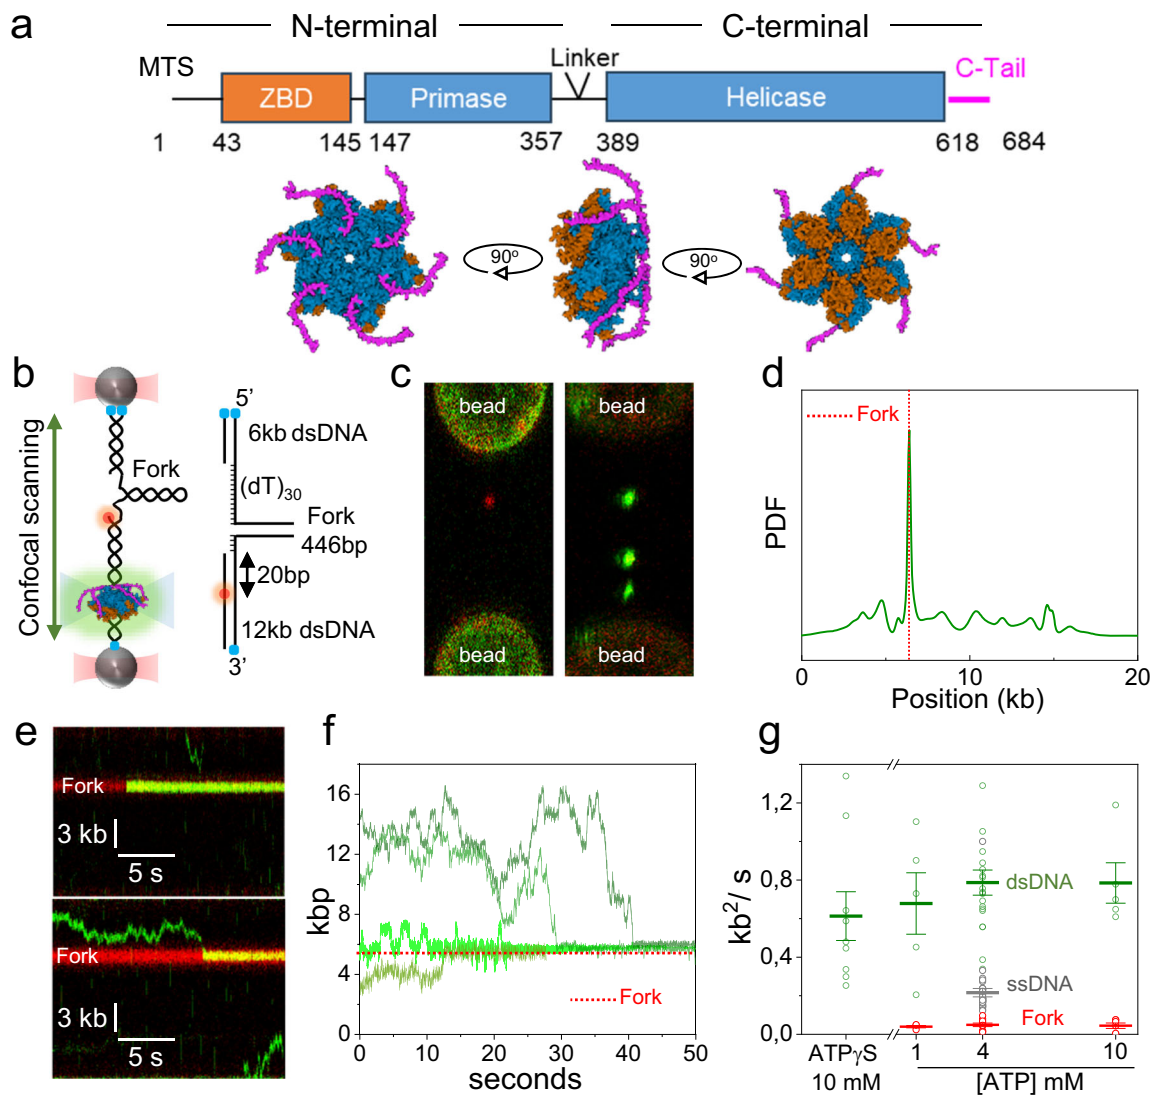 a
N-terminal
C-terminal
MTS
Linker
C-Tail
ZBD
Primase
Helicase
1
43
145
147
357
389
618
684
90°
90°
b
Confocal scanning
Fork
5’
6kb dsDNA
(dT)30
Fork
446bp
20bp
12kb dsDNA
3’
c
bead
bead
bead
bead
d
Fork
PDF
0
10
20
Position (kb)
e
Fork
3 kb
5 s
Fork
3 kb
5 s
f
kbp
16
12
8
4
0
Fork
0
10
20
30
40
50
seconds
g
kb2/ s
1,2
0,8
0,4
0,0
dsDNA
ssDNA
Fork
ATPγS
10 mM
1
4
10
[ATP] mM